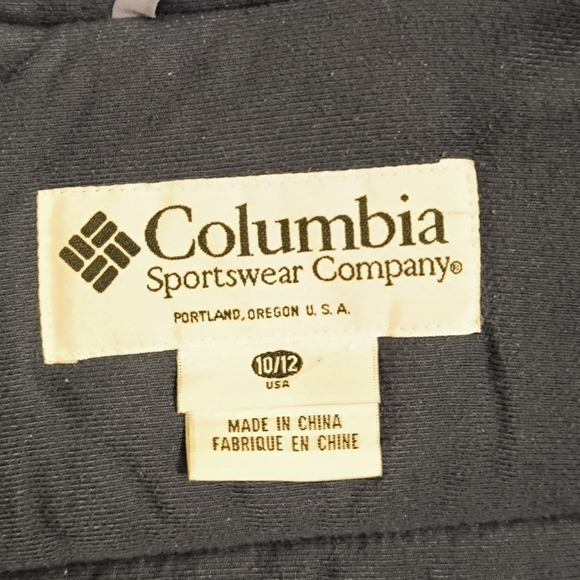 Columbia
Sportswear Company®
PORTLAND, OREGON U. S. A.
10/12
USA
MADE IN CHINA
FABRIQUE EN CHINE